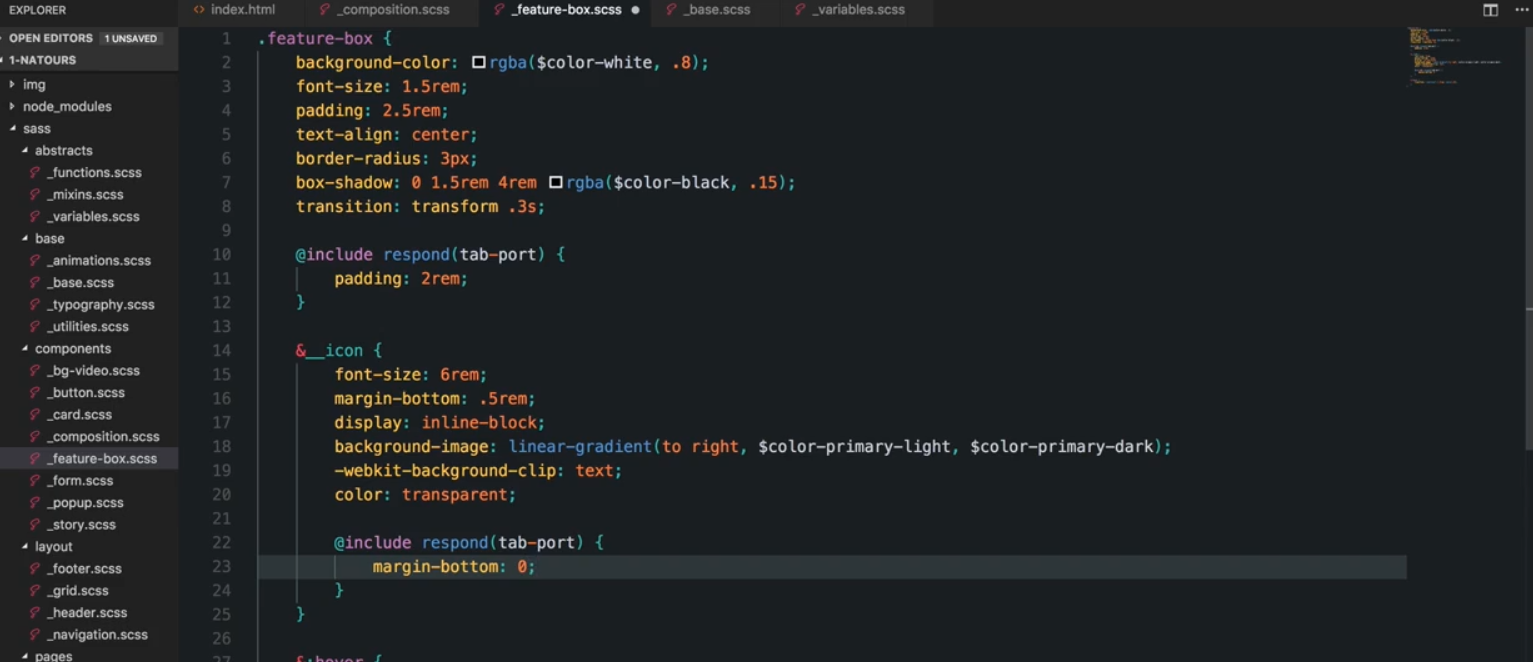 EXPLORER
index.html
_composition.scss
_feature-box.scss
_base.scss
_variables.scss
OPEN EDITORS 1 UNSAVED
1-NATOURS
img
node_modules
sass
abstracts
_functions.scss
_mixins.scss
_variables.scss
base
_animations.scss
_base.scss
_typography.scss
_utilities.scss
components
_bg-video.scss
_button.scss
_card.scss
_composition.scss
_feature-box.scss
_form.scss
_popup.scss
_story.scss
layout
_footer.scss
_grid.scss
_header.scss
_navigation.scss
pages
1 .feature-box {
2 background-color: rgba($color-white, .8);
3 font-size: 1.5rem;
4 padding: 2.5rem;
5 text-align: center;
6 border-radius: 3px;
7 box-shadow: 0 1.5rem 4rem rgba($color-black, .15);
8 transition: transform .3s;
9
10 @include respond(tab-port) {
11 padding: 2rem;
12 }
13
14 &__icon {
15 font-size: 6rem;
16 margin-bottom: .5rem;
17 display: inline-block;
18 background-image: linear-gradient(to right, $color-primary-light, $color-primary-dark);
19 -webkit-background-clip: text;
20 color: transparent;
21
22 @include respond(tab-port) {
23 margin-bottom: 0;
24 }
25 }
26
27 &:hover {